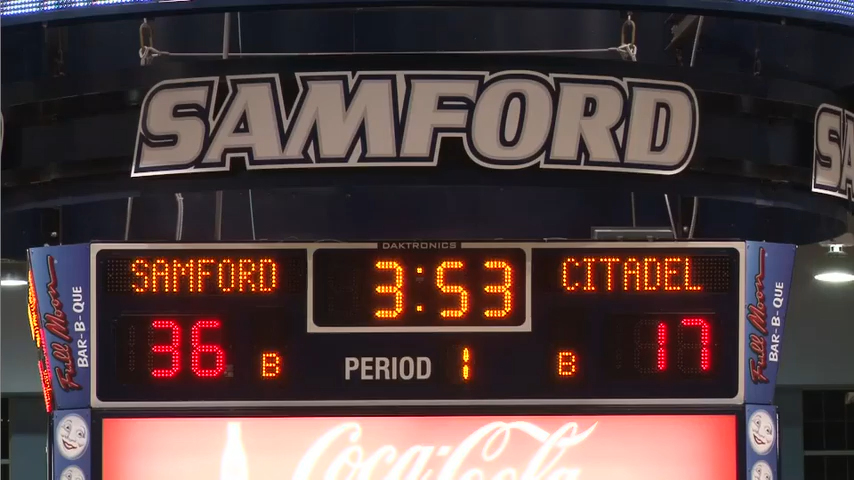 SAMFORD
DAKTRONICS
SAMFORD 3:53 CITADEL
36 B PERIOD 1 B 17
Full Moon
BAR-B-QUE
Full Moon
BAR-B-QUE
Coca-Cola